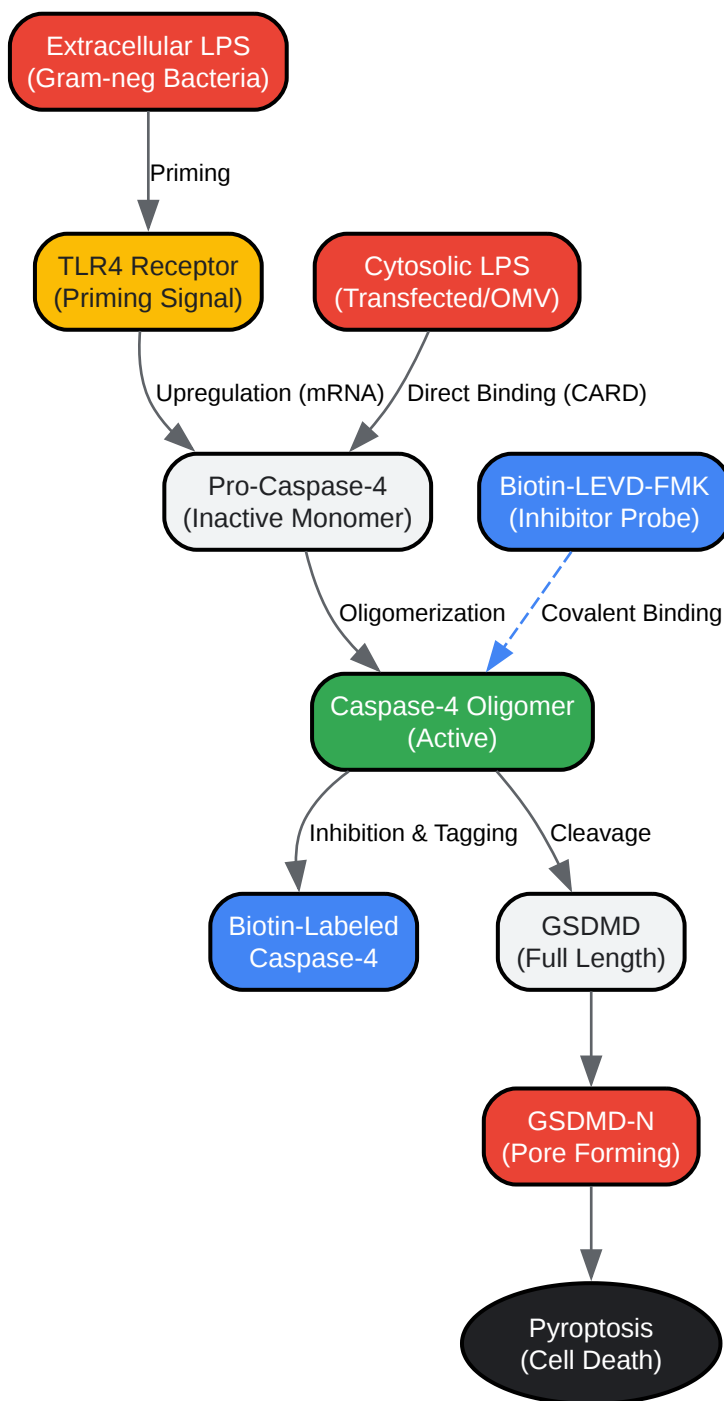 Extracellular LPS
(Gram-neg Bacteria)
Priming
TLR4 Receptor
(Priming Signal)
Cytosolic LPS
(Transfected/OMV)
Upregulation (mRNA)
Direct Binding (CARD)
Pro-Caspase-4
(Inactive Monomer)
Biotin-LEVD-FMK
(Inhibitor Probe)
Oligomerization
Covalent Binding
Caspase-4 Oligomer
(Active)
Inhibition & Tagging
Cleavage
Biotin-Labeled
Caspase-4
GSDMD
(Full Length)
GSDMD-N
(Pore Forming)
Pyroptosis
(Cell Death)